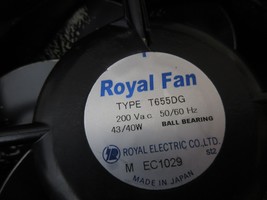 Royal Fan
TYPE T655DG
200 Vac 50/60 Hz
43/40W BALL BEARING
ROYAL ELECTRIC CO.,LTD.
M EC1029
MADE IN JAPAN